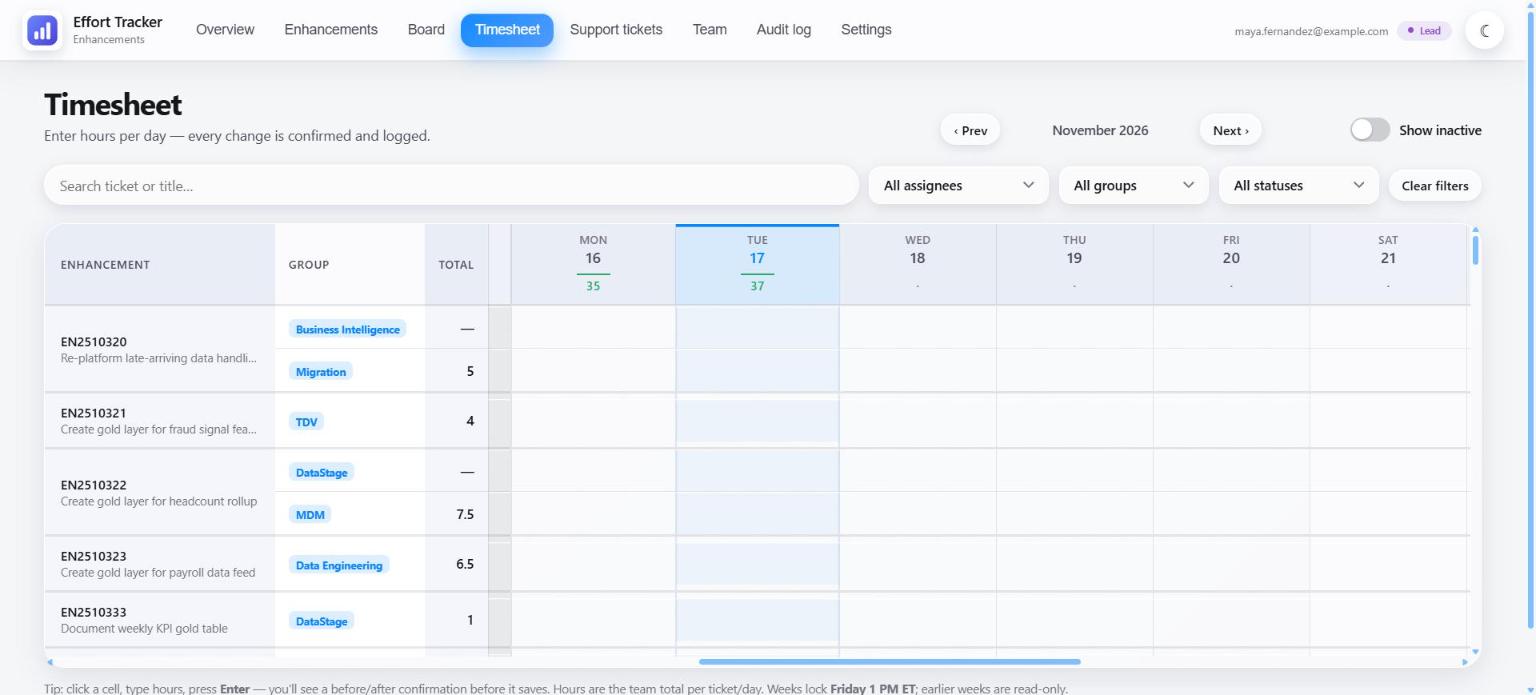 Effort Tracker
Enhancements
Overview
Enhancements
Board
Timesheet
Support tickets
Team
Audit log
Settings
maya.fernandez@example.com
Lead
Timesheet
Enter hours per day — every change is confirmed and logged.
‹ Prev
November 2026
Next ›
Show inactive
Search ticket or title...
All assignees
All groups
All statuses
Clear filters
ENHANCEMENT
GROUP
TOTAL
MON
16
35
TUE
17
37
WED
18
·
THU
19
·
FRI
20
·
SAT
21
·
EN2510320
Re-platform late-arriving data handli...
Business Intelligence
—
Migration
5
EN2510321
Create gold layer for fraud signal fea...
TDV
4
EN2510322
Create gold layer for headcount rollup
DataStage
—
MDM
7.5
EN2510323
Create gold layer for payroll data feed
Data Engineering
6.5
EN2510333
Document weekly KPI gold table
DataStage
1
Tip: click a cell, type hours, press Enter — you'll see a before/after confirmation before it saves. Hours are the team total per ticket/day. Weeks lock Friday 1 PM ET; earlier weeks are read-only.